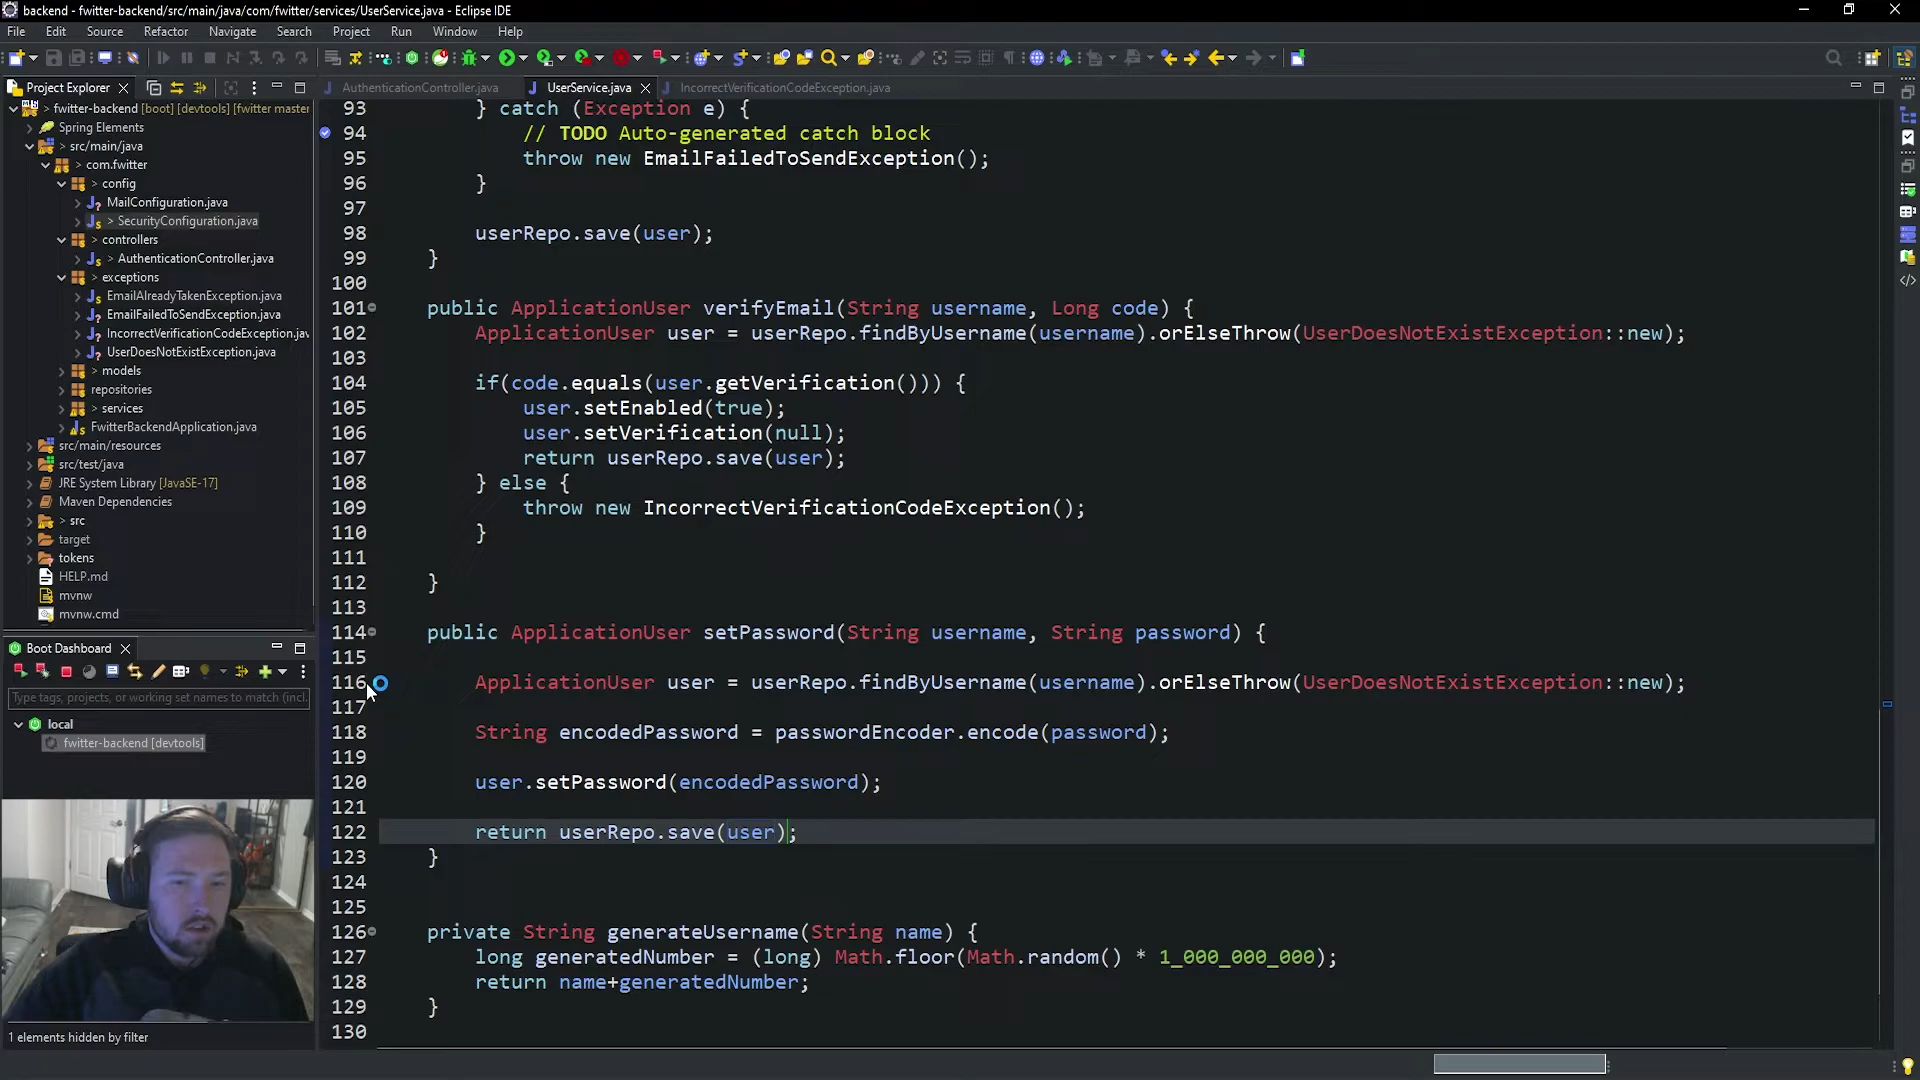 backend - fwitter-backend/src/main/java/com/fwitter/services/UserService.java - Eclipse IDE
File Edit Source Refactor Navigate Search Project Run Window Help
Project Explorer
AuthenticationController.java
UserService.java
IncorrectVerificationCodeException.java
fwitter-backend [boot] [devtools] [fwitter master
Spring Elements
src/main/java
com.fwitter
> config
MailConfiguration.java
> SecurityConfiguration.java
> controllers
> AuthenticationController.java
> exceptions
EmailAlreadyTakenException.java
EmailFailedToSendException.java
IncorrectVerificationCodeException.jav
UserDoesNotExistException.java
> models
repositories
> services
FwitterBackendApplication.java
src/main/resources
src/test/java
JRE System Library [JavaSE-17]
Maven Dependencies
> src
target
tokens
HELP.md
mvnw
mvnw.cmd
Boot Dashboard
Type tags, projects, or working set names to match (incl.
local
fwitter-backend [devtools]
1 elements hidden by filter
93 } catch (Exception e) {
94 // TODO Auto-generated catch block
95 throw new EmailFailedToSendException();
96 }
97
98 userRepo.save(user);
99 }
100
101 public ApplicationUser verifyEmail(String username, Long code) {
102 ApplicationUser user = userRepo.findByUsername(username).orElseThrow(UserDoesNotExistException::new);
103
104 if(code.equals(user.getVerification())) {
105 user.setEnabled(true);
106 user.setVerification(null);
107 return userRepo.save(user);
108 } else {
109 throw new IncorrectVerificationCodeException();
110 }
111
112 }
113
114 public ApplicationUser setPassword(String username, String password) {
115
116 ApplicationUser user = userRepo.findByUsername(username).orElseThrow(UserDoesNotExistException::new);
117
118 String encodedPassword = passwordEncoder.encode(password);
119
120 user.setPassword(encodedPassword);
121
122 return userRepo.save(user);
123 }
124
125
126 private String generateUsername(String name) {
127 long generatedNumber = (long) Math.floor(Math.random() * 1_000_000_000);
128 return name+generatedNumber;
129 }
130